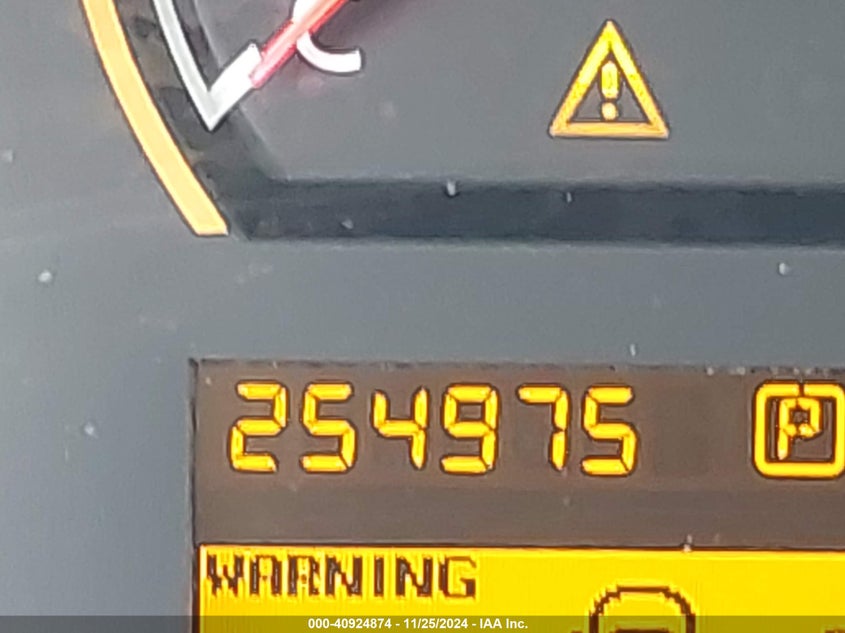 C
254975 P
WARNING
000-40924874 - 11/25/2024 - IAA Inc.